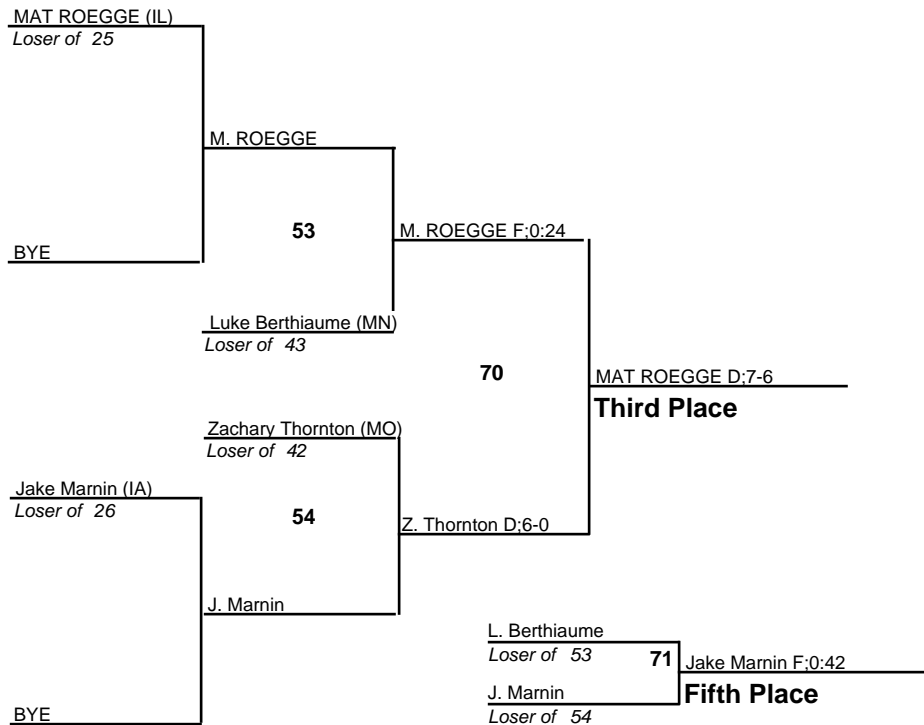 MAT ROEGGE (IL)
Loser of 25
M. ROEGGE
53
M. ROEGGE F;0:24
BYE
Luke Berthiaume (MN)
Loser of 43
70
MAT ROEGGE D;7-6
Third Place
Zachary Thornton (MO)
Loser of 42
Jake Marnin (IA)
Loser of 26
54
Z. Thornton D;6-0
J. Marnin
L. Berthiaume
Loser of 53
71
Jake Marnin F;0:42
Fifth Place
J. Marnin
Loser of 54
BYE